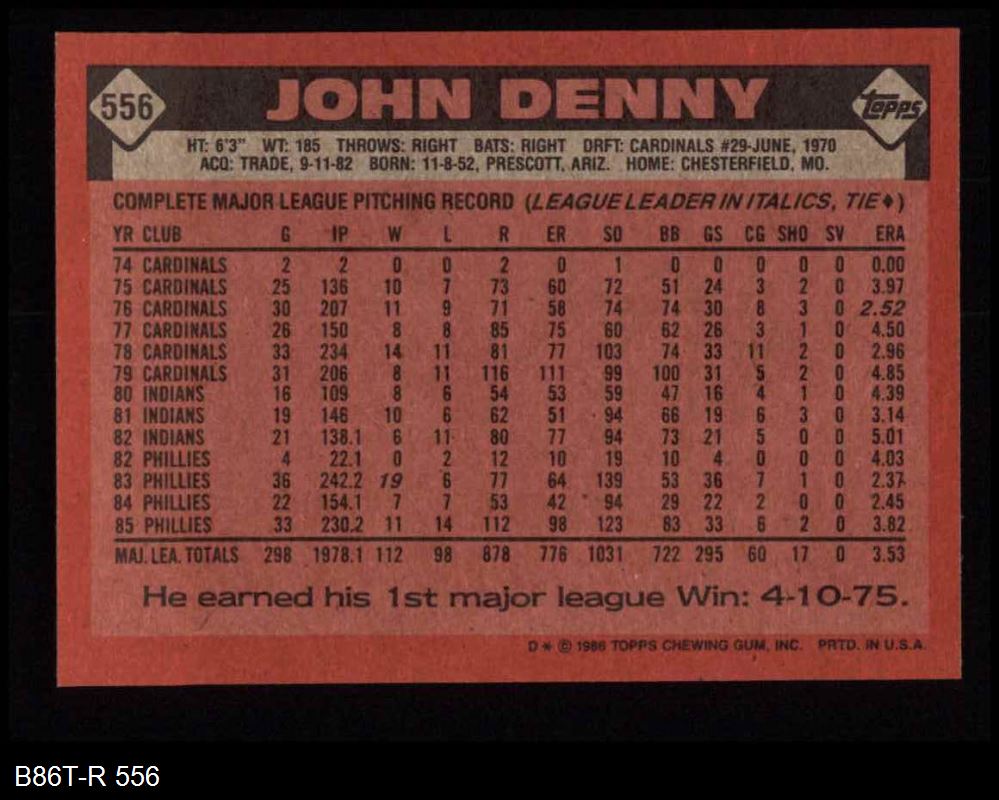 556 JOHN DENNY Topps
HT: 6'3" WT: 185 THROWS: RIGHT BATS: RIGHT DRFT: CARDINALS #29-JUNE, 1970
ACQ: TRADE, 9-11-82 BORN: 11-8-52, PRESCOTT, ARIZ. HOME: CHESTERFIELD, MO.
COMPLETE MAJOR LEAGUE PITCHING RECORD (LEAGUE LEADER IN ITALICS, TIE♦)
YR CLUB G IP W L R ER SO BB GS CG SHO SV ERA
74 CARDINALS 2 2 0 0 2 0 1 0 0 0 0 0 0.00
75 CARDINALS 25 136 10 7 73 60 72 51 24 3 2 0 3.97
76 CARDINALS 30 207 11 9 71 58 74 74 30 8 3 0 2.52
77 CARDINALS 26 150 8 8 85 75 60 62 26 3 1 0 4.50
78 CARDINALS 33 234 14 11 81 77 103 74 33 11 2 0 2.96
79 CARDINALS 31 206 8 11 116 111 99 100 31 5 2 0 4.85
80 INDIANS 16 109 8 6 54 53 59 47 16 4 1 0 4.39
81 INDIANS 19 146 10 6 62 51 94 66 19 6 3 0 3.14
82 INDIANS 21 138.1 6 11 80 77 94 73 21 5 0 0 5.01
82 PHILLIES 4 22.1 0 2 12 10 19 10 4 0 0 0 4.03
83 PHILLIES 36 242.2 19 6 77 64 139 53 36 7 1 0 2.37
84 PHILLIES 22 154.1 7 7 53 42 94 29 22 2 0 0 2.45
85 PHILLIES 33 230.2 11 14 112 98 123 83 33 6 2 0 3.82
MAJ. LEA. TOTALS 298 1978.1 112 98 878 776 1031 722 295 60 17 0 3.53
He earned his 1st major league Win: 4-10-75.
D* © 1986 TOPPS CHEWING GUM, INC. PRTD. IN U.S.A.
B86T-R 556